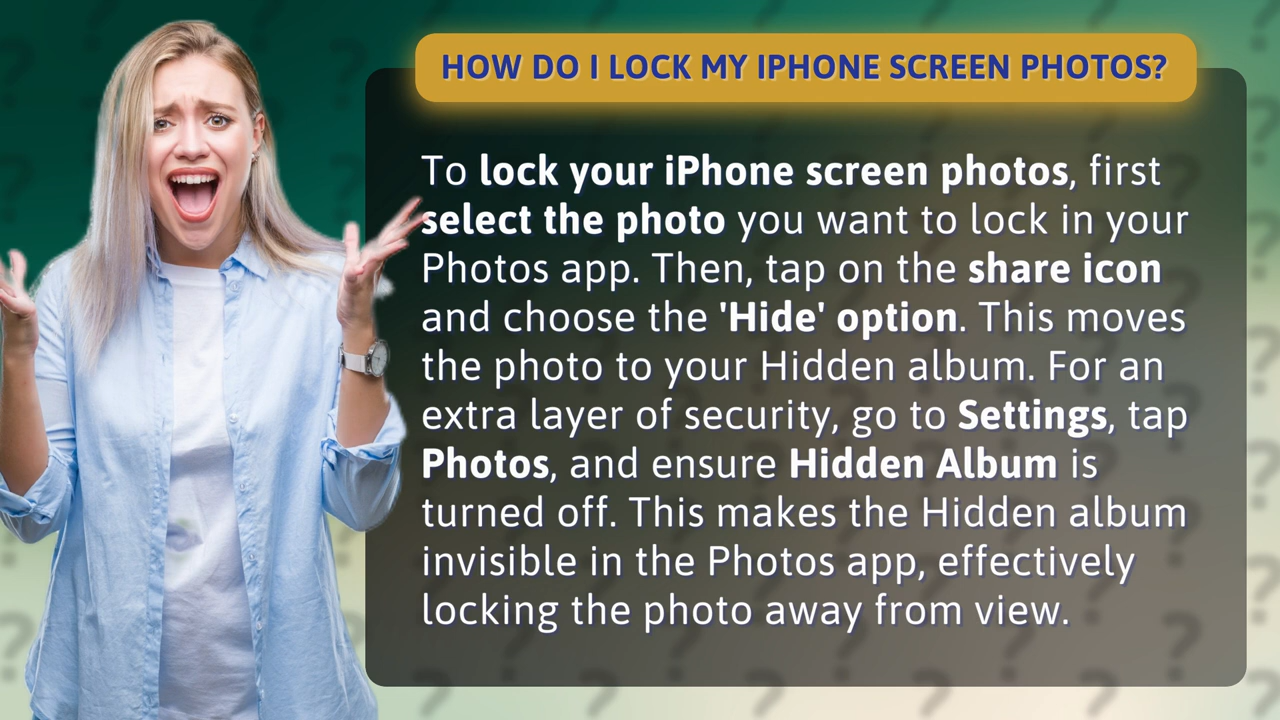 HOW DO I LOCK MY IPHONE SCREEN PHOTOS?
To lock your iPhone screen photos, first
select the photo you want to lock in your
Photos app. Then, tap on the share icon
and choose the 'Hide' option. This moves
the photo to your Hidden album. For an
extra layer of security, go to Settings, tap
Photos, and ensure Hidden Album is
turned off. This makes the Hidden album
invisible in the Photos app, effectively
locking the photo away from view.